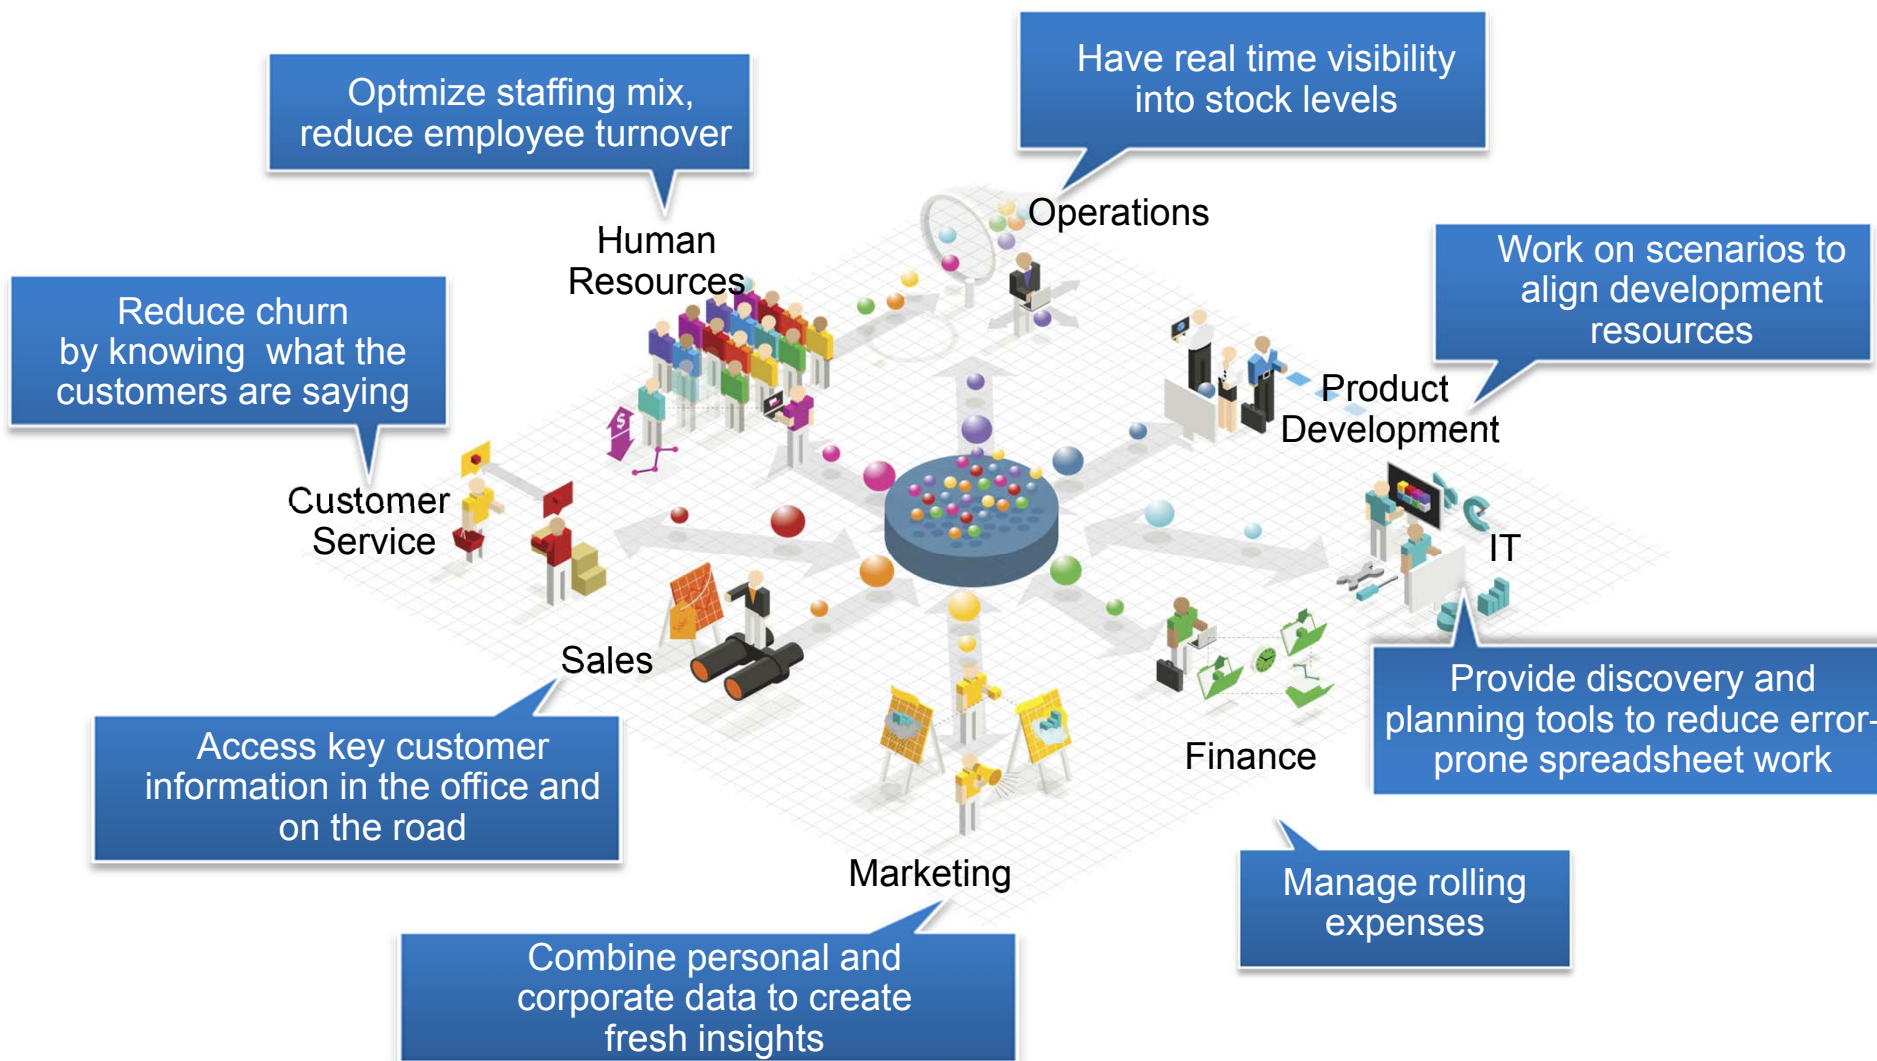 Optmize staffing mix,
reduce employee turnover
Have real time visibility
into stock levels
Human
Resources
Operations
Work on scenarios to
align development
resources
Reduce churn
by knowing  what the
customers are saying
Product
Development
$
Customer
Service
IT
Sales
Provide discovery and
planning tools to reduce error-
prone spreadsheet work
Access key customer
information in the office and
on the road
Finance
Marketing
Manage rolling
expenses
Combine personal and
corporate data to create
fresh insights